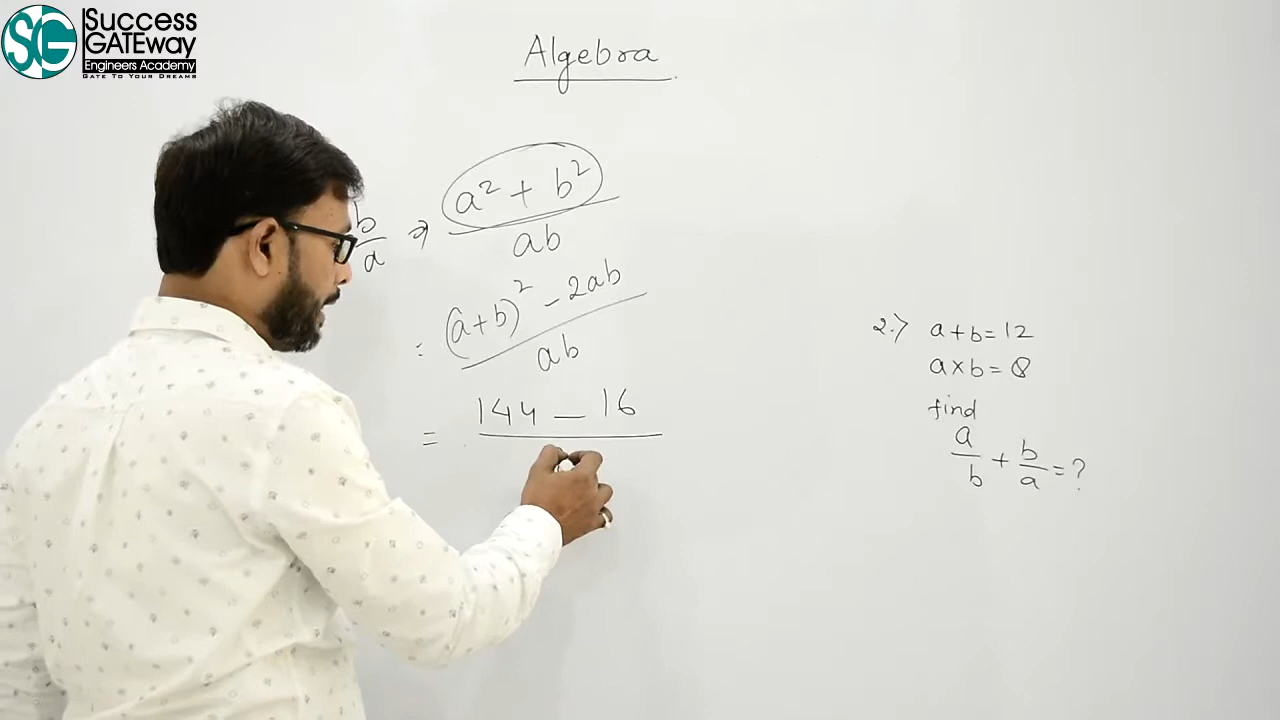 SG Success
GATEway
Engineers Academy
GATE TO YOUR DREAMS
Algebra
b/a ⇒ (a² + b²)/ab
= ((a+b)² - 2ab)/ab
= 144 - 16
2.> a+b=12
a×b=8
find
a/b + b/a = ?